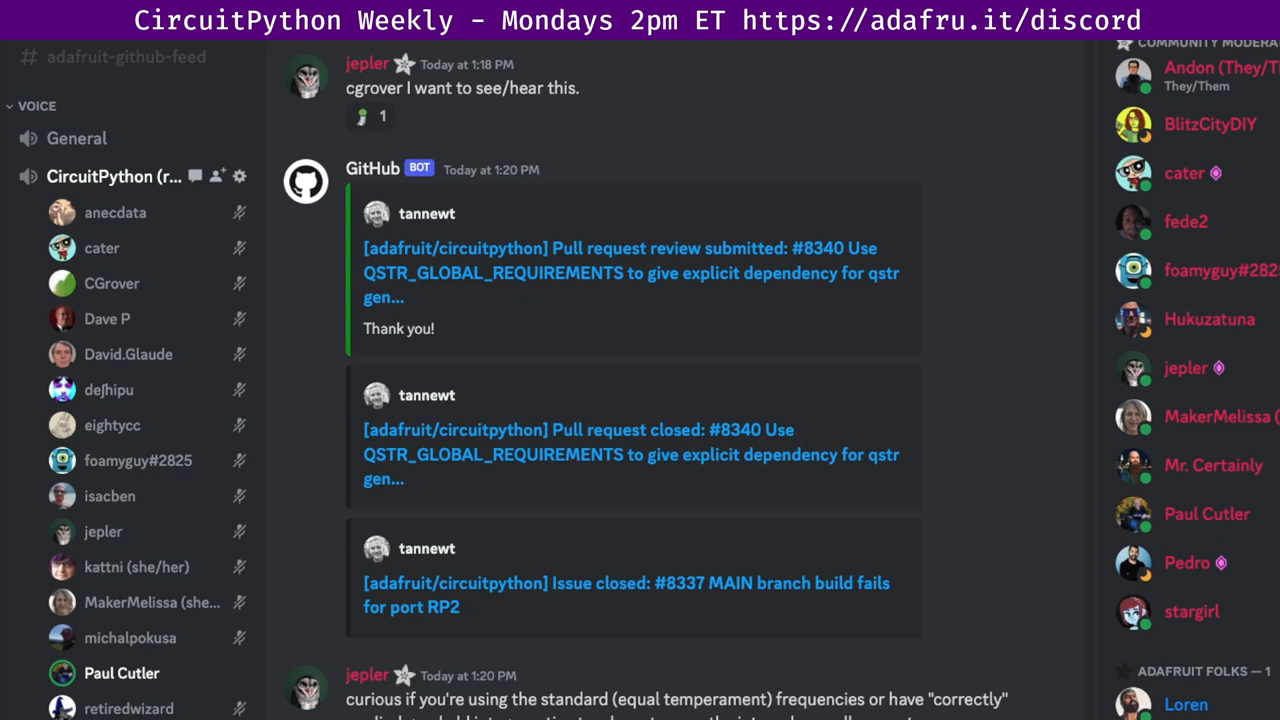 CircuitPython Weekly - Mondays 2pm ET https://adafru.it/discord
# adafruit-github-feed
VOICE
General
CircuitPython (r...
anecdata
cater
CGrover
Dave P
David.Glaude
deʃhipu
eightycc
foamyguy#2825
isacben
jepler
kattni (she/her)
MakerMelissa (she...
michalpokusa
Paul Cutler
retiredwizard
jepler Today at 1:18 PM
cgrover I want to see/hear this.
1
GitHub BOT Today at 1:20 PM
tannewt
[adafruit/circuitpython] Pull request review submitted: #8340 Use
QSTR_GLOBAL_REQUIREMENTS to give explicit dependency for qstr
gen...
Thank you!
tannewt
[adafruit/circuitpython] Pull request closed: #8340 Use
QSTR_GLOBAL_REQUIREMENTS to give explicit dependency for qstr
gen...
tannewt
[adafruit/circuitpython] Issue closed: #8337 MAIN branch build fails
for port RP2
jepler Today at 1:20 PM
curious if you're using the standard (equal temperament) frequencies or have "correctly"
COMMUNITY MODERA
Andon (They/T
They/Them
BlitzCityDIY
cater
fede2
foamyguy#282
Hukuzatuna
jepler
MakerMelissa (
Mr. Certainly
Paul Cutler
Pedro
stargirl
ADAFRUIT FOLKS — 1
Loren